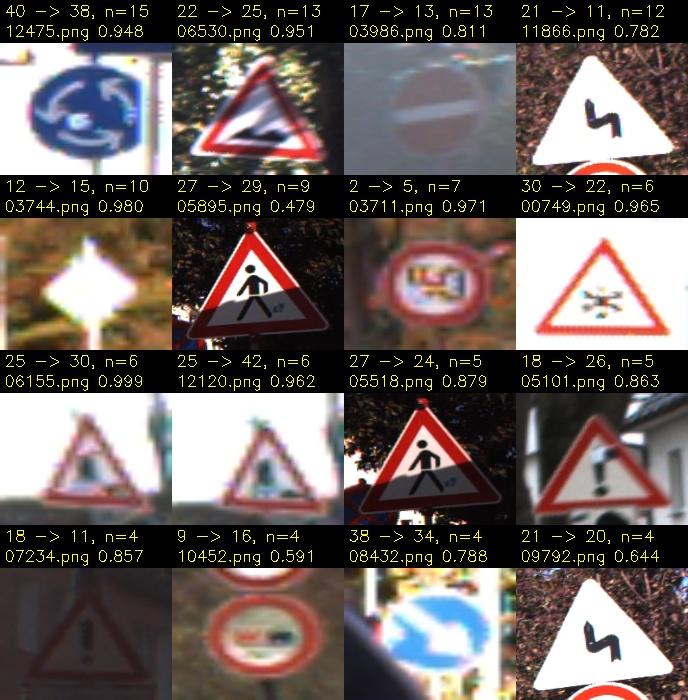 40 -> 38, n=15
12475.png 0.948
22 -> 25, n=13
06530.png 0.951
17 -> 13, n=13
03986.png 0.811
21 -> 11, n=12
11866.png 0.782
12 -> 15, n=10
03744.png 0.980
27 -> 29, n=9
05895.png 0.479
2 -> 5, n=7
03711.png 0.971
30 -> 22, n=6
00749.png 0.965
25 -> 30, n=6
06155.png 0.999
25 -> 42, n=6
12120.png 0.962
27 -> 24, n=5
05518.png 0.879
18 -> 26, n=5
05101.png 0.863
18 -> 11, n=4
07234.png 0.857
9 -> 16, n=4
10452.png 0.591
38 -> 34, n=4
08432.png 0.788
21 -> 20, n=4
09792.png 0.644